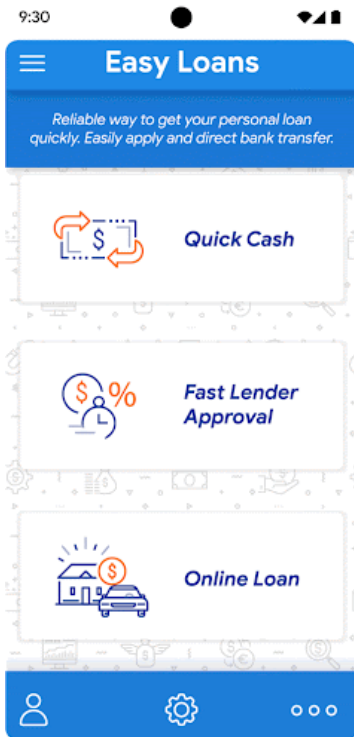 9:30
Easy Loans
Reliable way to get your personal loan
quickly. Easily apply and direct bank transfer.
$
Quick Cash
$ %
Fast Lender
Approval
$
Online Loan